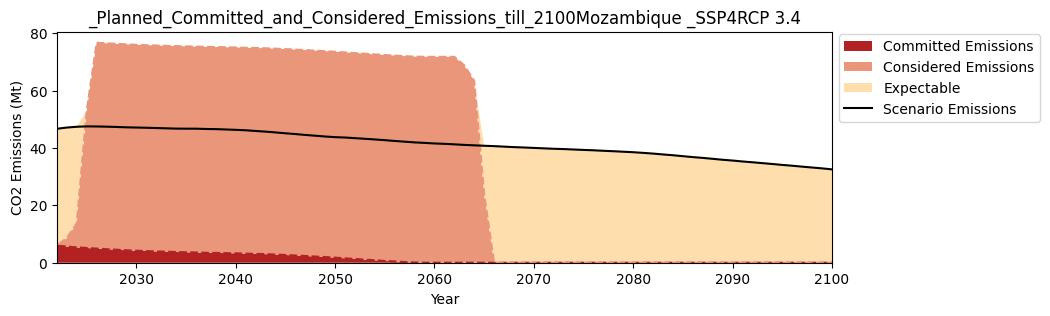 _Planned_Committed_and_Considered_Emissions_till_2100Mozambique _SSP4RCP 3.4
Committed Emissions
Considered Emissions
Expectable
Scenario Emissions
CO2 Emissions (Mt)
80
60
40
20
0
2030 2040 2050 2060 2070 2080 2090 2100
Year